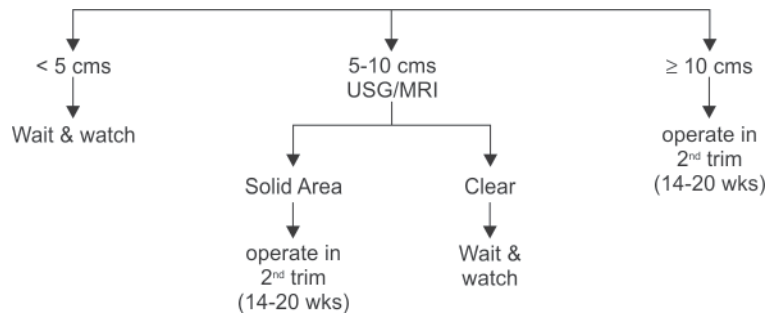 < 5 cms
5-10 cms
USG/MRI
≥ 10 cms
Wait & watch
operate in
2nd trim
(14-20 wks)
Solid Area
Clear
operate in
2nd trim
(14-20 wks)
Wait &
watch